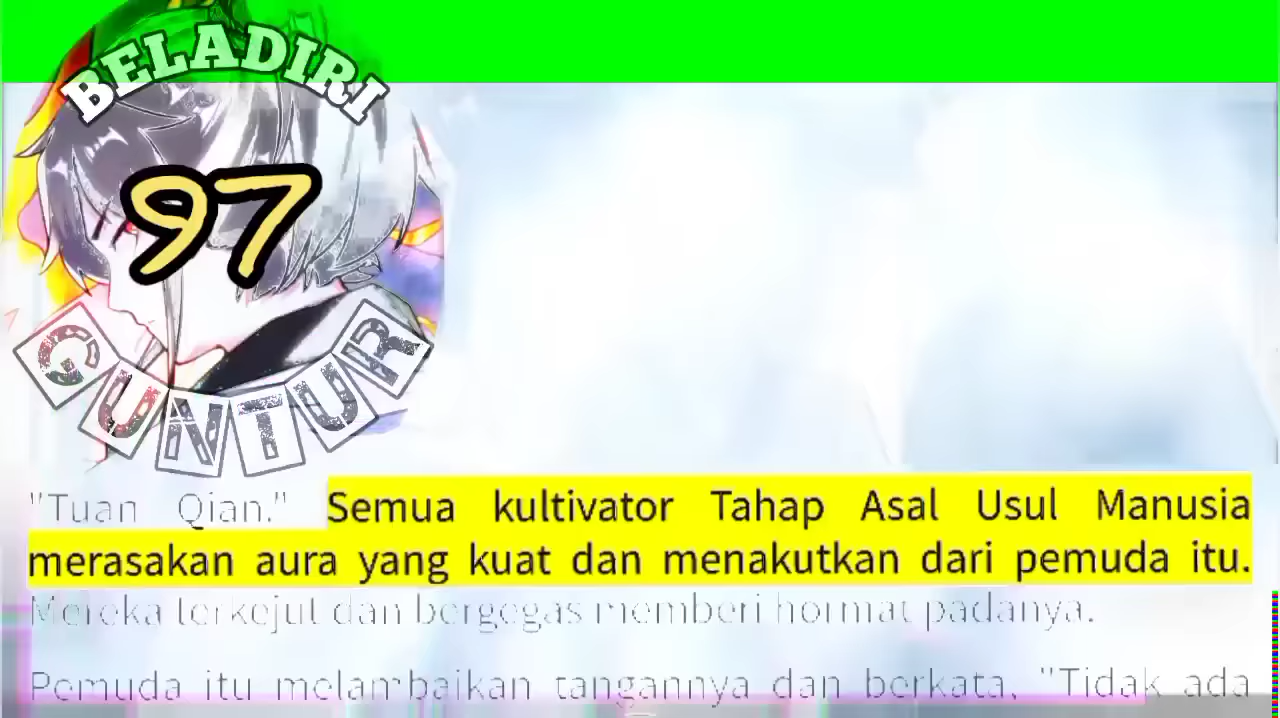 BELADIRI
97
GUNTUR
"Tuan Qian." Semua kultivator Tahap Asal Usul Manusia
merasakan aura yang kuat dan menakutkan dari pemuda itu.
Mereka terkejut dan bergegas memberi hormat padanya.
Pemuda itu melambaikan tangannya dan berkata, "Tidak ada